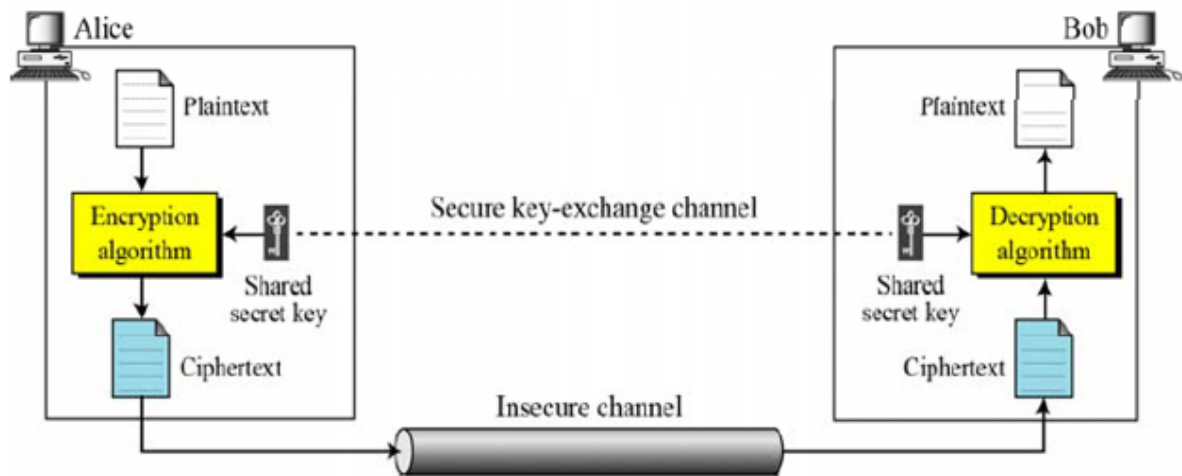 Alice
Bob
Plaintext
Plaintext
Encryption
algorithm
Secure key-exchange channel
Decryption
algorithm
Shared
secret key
Shared
secret key
Ciphertext
Ciphertext
Insecure channel